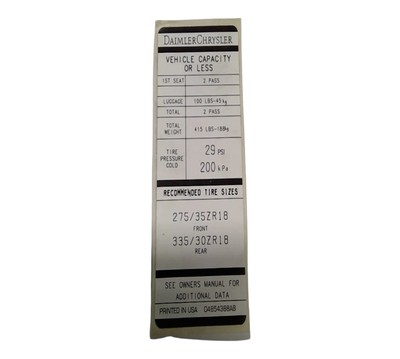 DAIMLERCHRYSLER
VEHICLE CAPACITY
OR LESS
1ST SEAT 2 PASS
LUGGAGE 100 LBS-45kg
TOTAL 2 PASS
TOTAL
WEIGHT 415 LBS-188kg
TIRE
PRESSURE
COLD
29 PSI
200 kPa
RECOMMENDED TIRE SIZES
275/35ZR18
FRONT
335/30ZR18
REAR
SEE OWNERS MANUAL FOR
ADDITIONAL DATA
PRINTED IN USA 04854388AB